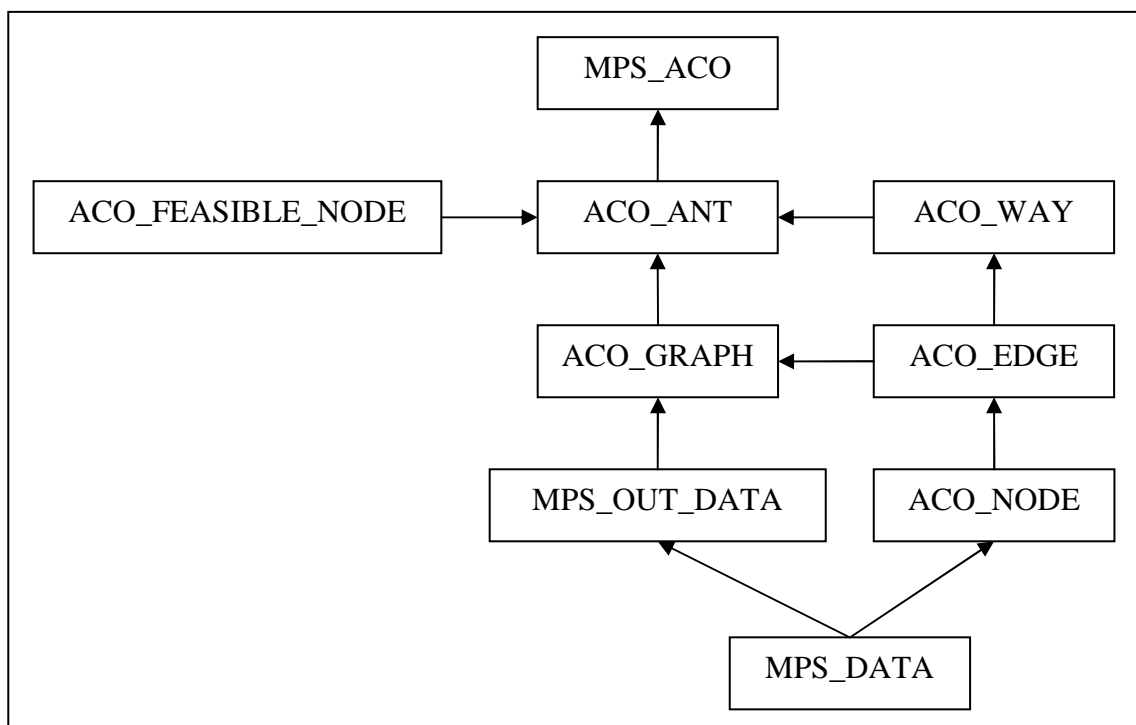 MPS_ACO
ACO_FEASIBLE_NODE
ACO_ANT
ACO_WAY
ACO_GRAPH
ACO_EDGE
MPS_OUT_DATA
ACO_NODE
MPS_DATA